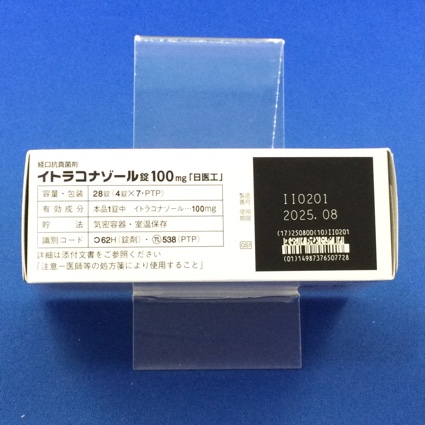 経口抗真菌剤
イトラコナゾール錠100mg「日医工」
容量・包装 28錠(4錠×7・PTP)
有効成分 本品1錠中 イトラコナゾール…100mg
貯法 気密容器・室温保存
識別コード 62H(錠剤)・538(PTP)
詳細は添付文書をご参照ください
「注意-医師等の処方箋により使用すること」
製造番号 II0201
使用期限 2025.08
(17)250800(10)II0201
(01)14987376507728